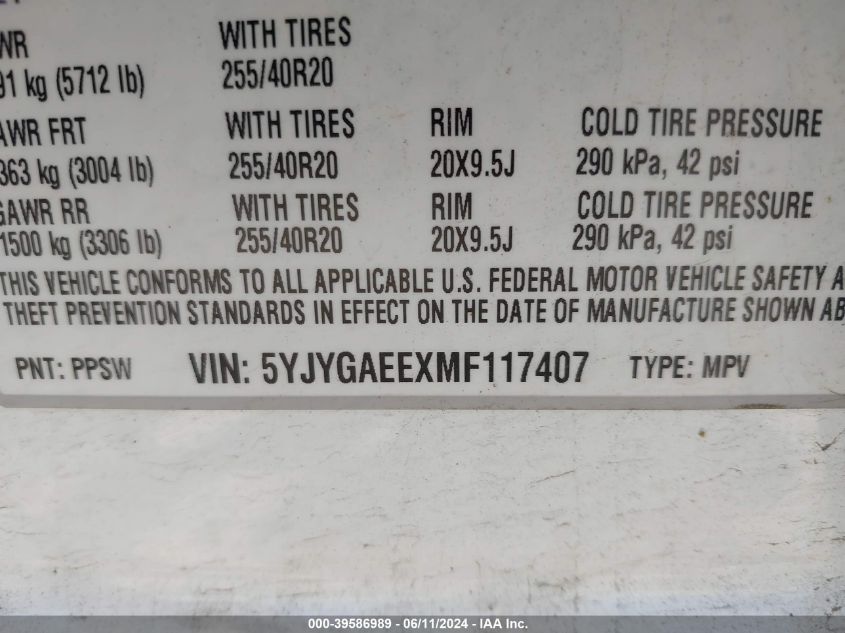 WR WITH TIRES
91 kg (5712 lb) 255/40R20
AWR FRT WITH TIRES RIM COLD TIRE PRESSURE
363 kg (3004 lb) 255/40R20 20X9.5J 290 kPa, 42 psi
GAWR RR WITH TIRES RIM COLD TIRE PRESSURE
1500 kg (3306 lb) 255/40R20 20X9.5J 290 kPa, 42 psi
THIS VEHICLE CONFORMS TO ALL APPLICABLE U.S. FEDERAL MOTOR VEHICLE SAFETY A
THEFT PREVENTION STANDARDS IN EFFECT ON THE DATE OF MANUFACTURE SHOWN AB
PNT: PPSW VIN: 5YJYGAEEXMF117407 TYPE: MPV
000-39586989 - 06/11/2024 - IAA Inc.